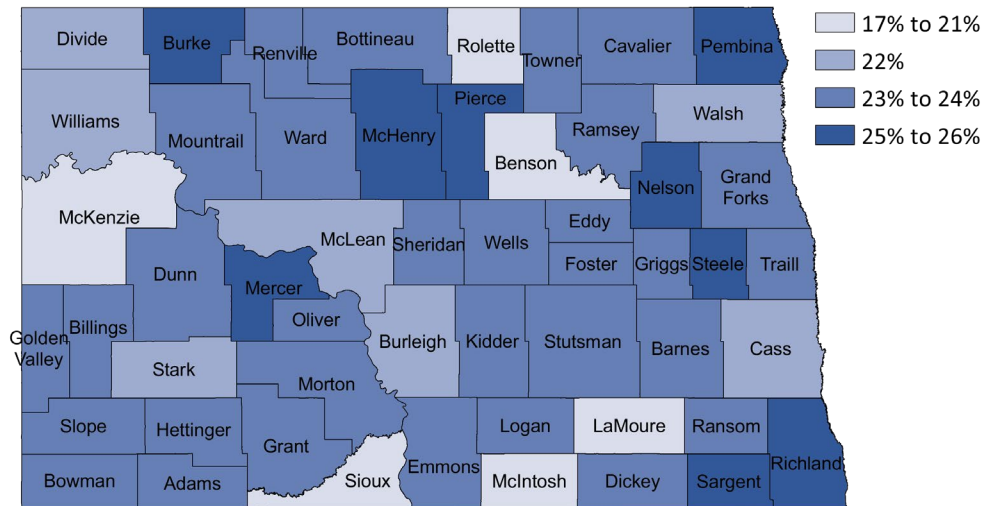 Divide
Burke
Renville
Bottineau
Rolette
Towner
Cavalier
Pembina
17% to 21%
22%
23% to 24%
25% to 26%
Williams
Mountrail
Ward
McHenry
Pierce
Benson
Ramsey
Walsh
Nelson
Grand
Forks
McKenzie
McLean
Sheridan
Wells
Eddy
Foster
Griggs
Steele
Traill
Dunn
Mercer
Oliver
Golden
Valley
Billings
Stark
Morton
Burleigh
Kidder
Stutsman
Barnes
Cass
Slope
Hettinger
Grant
Logan
LaMoure
Ransom
Richland
Bowman
Adams
Sioux
Emmons
McIntosh
Dickey
Sargent